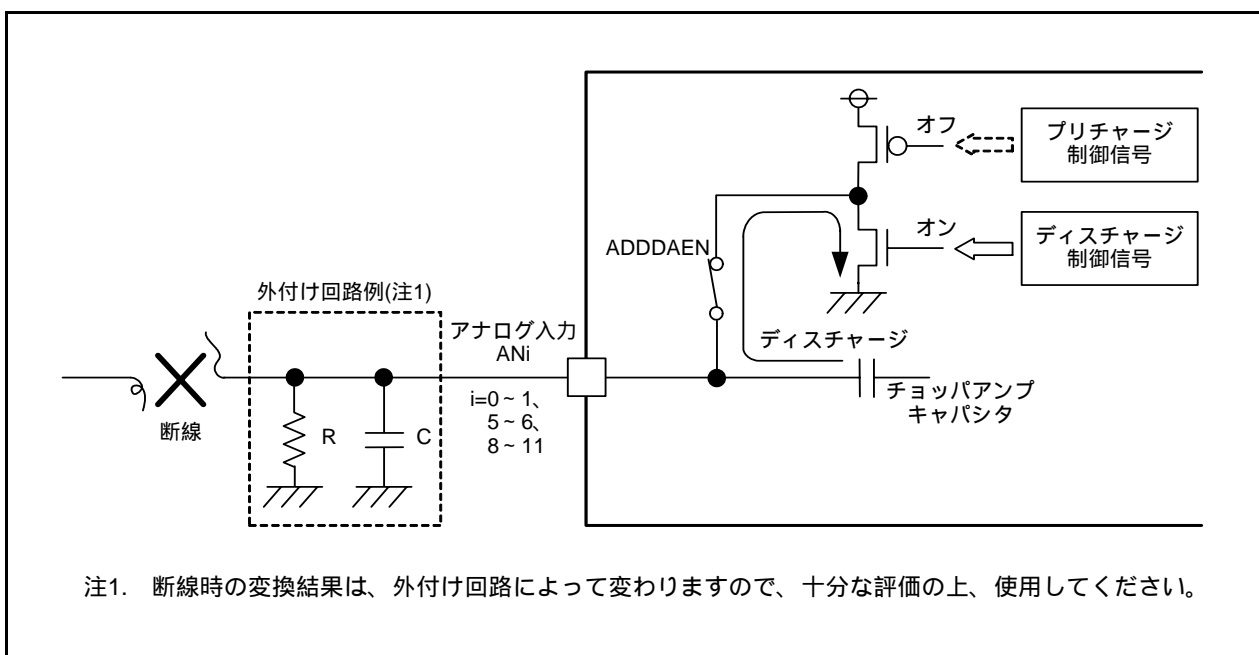 オフ
プリチャージ
制御信号
オン
ディスチャージ
制御信号
ADDDAEN
外付け回路例(注1)
アナログ入力
ANi
ディスチャージ
i=0~1、
5~6、
8~11
チョッパアンプ
キャパシタ
断線
R
C
注1. 断線時の変換結果は、外付け回路によって変わりますので、十分な評価の上、使用してください。